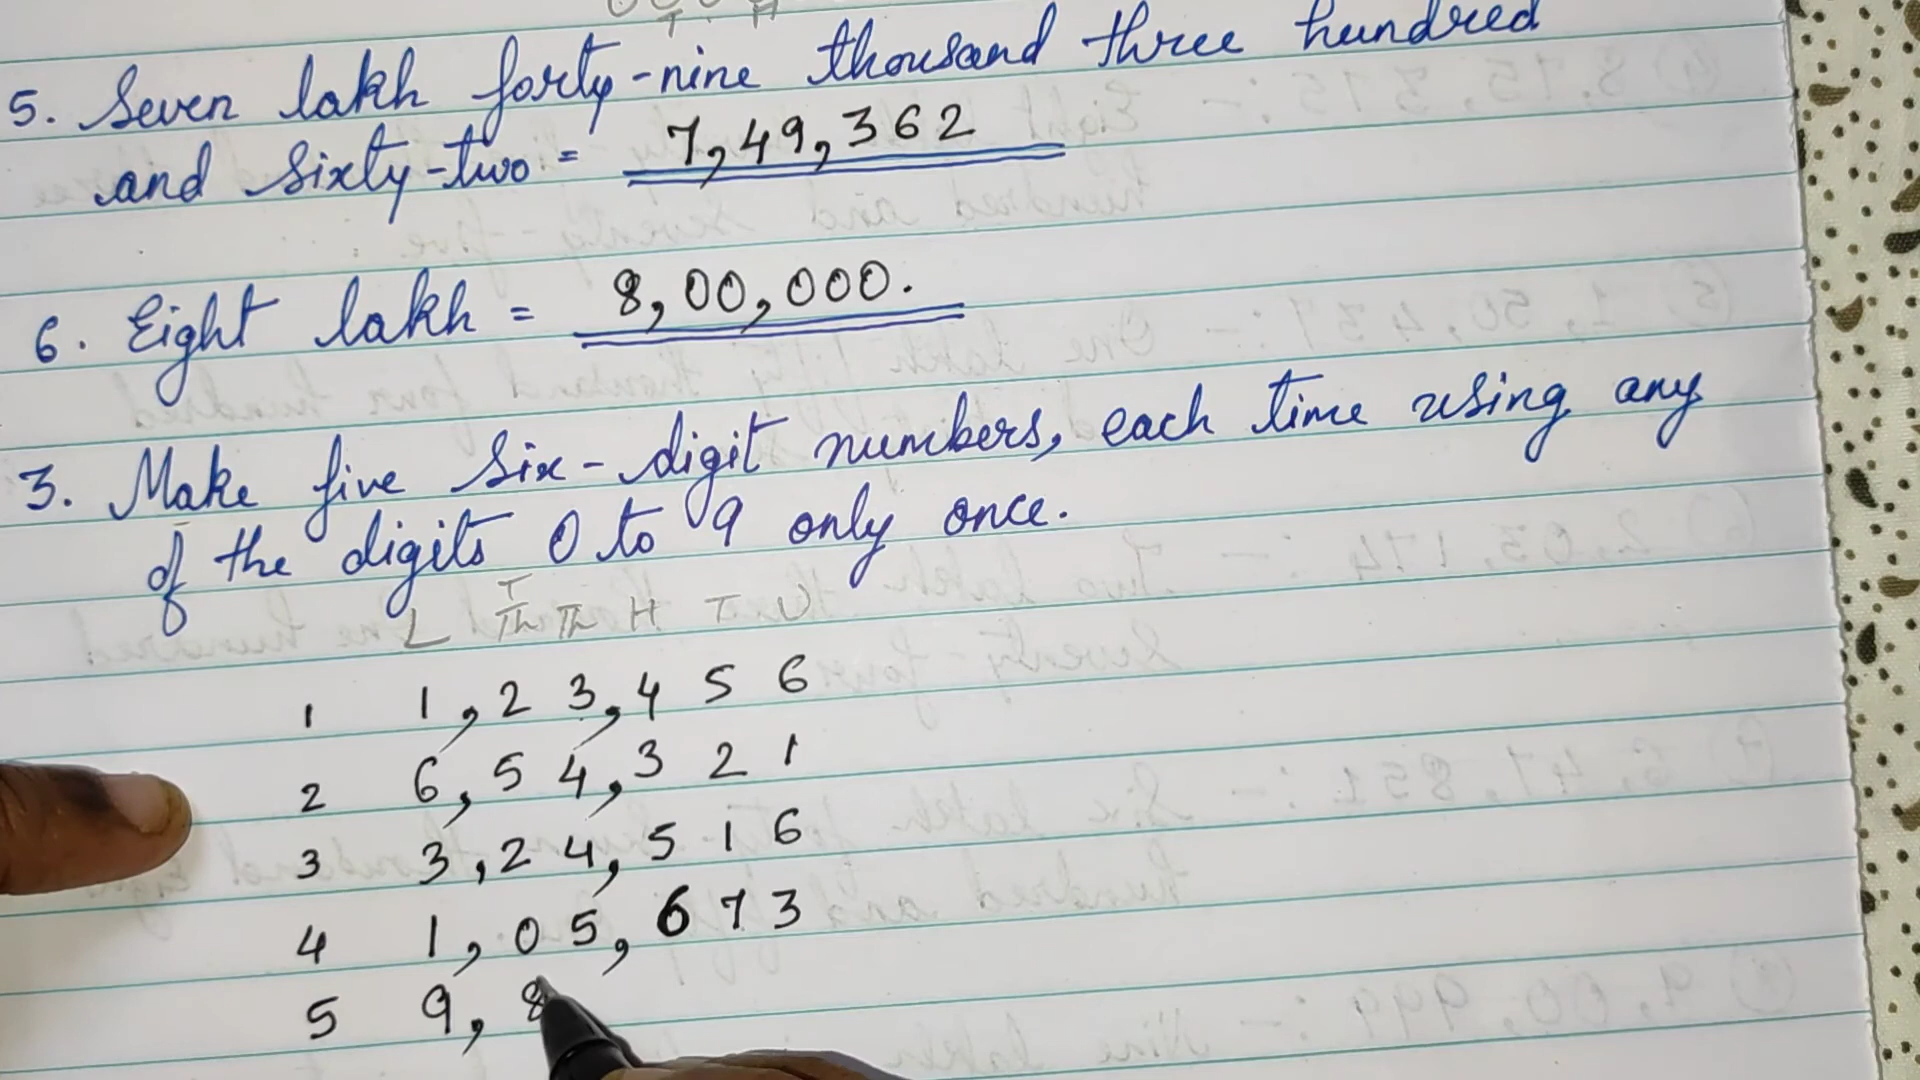 T H
5. Seven lakh forty-nine thousand three hundred
and sixty-two = 7,49,362
6. Eight lakh = 8,00,000.
3. Make five six-digit numbers, each time using any
of the digits 0 to 9 only once.
L TTh Th H T U
1 1,23,456
2 6,54,321
3 3,24,516
4 1,05,673
5 9,8